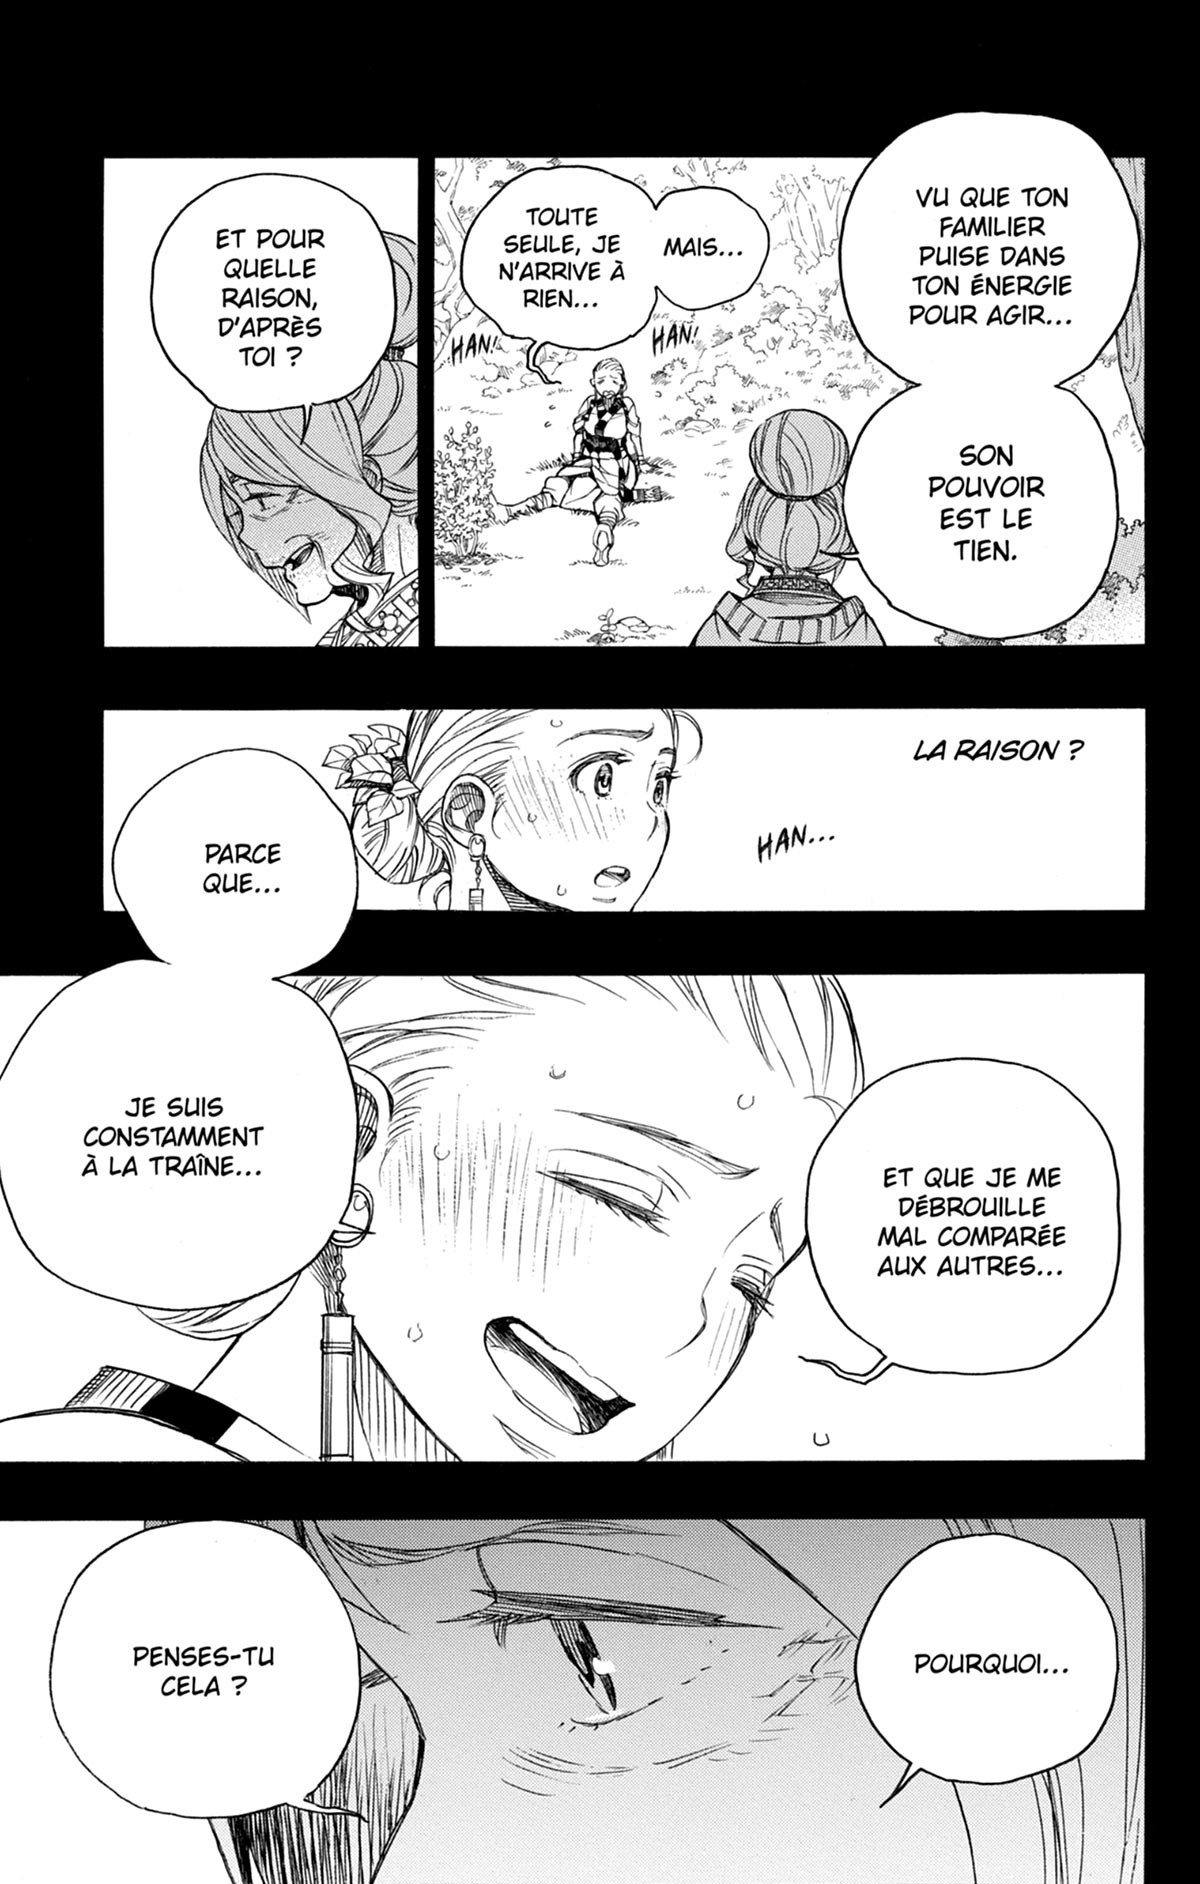 VU QUE TON
FAMILIER
PUISE DANS
TON ÉNERGIE
POUR AGIR...
SON
POUVOIR
EST LE
TIEN.
MAIS...
TOUTE
SEULE, JE
N'ARRIVE À
RIEN...
HAN!
HAN!
ET POUR
QUELLE
RAISON,
D'APRÈS
TOI ?
LA RAISON ?
HAN...
PARCE
QUE...
JE SUIS
CONSTAMMENT
À LA TRAÎNE...
ET QUE JE ME
DÉBROUILLE
MAL COMPARÉE
AUX AUTRES...
POURQUOI...
PENSES-TU
CELA ?